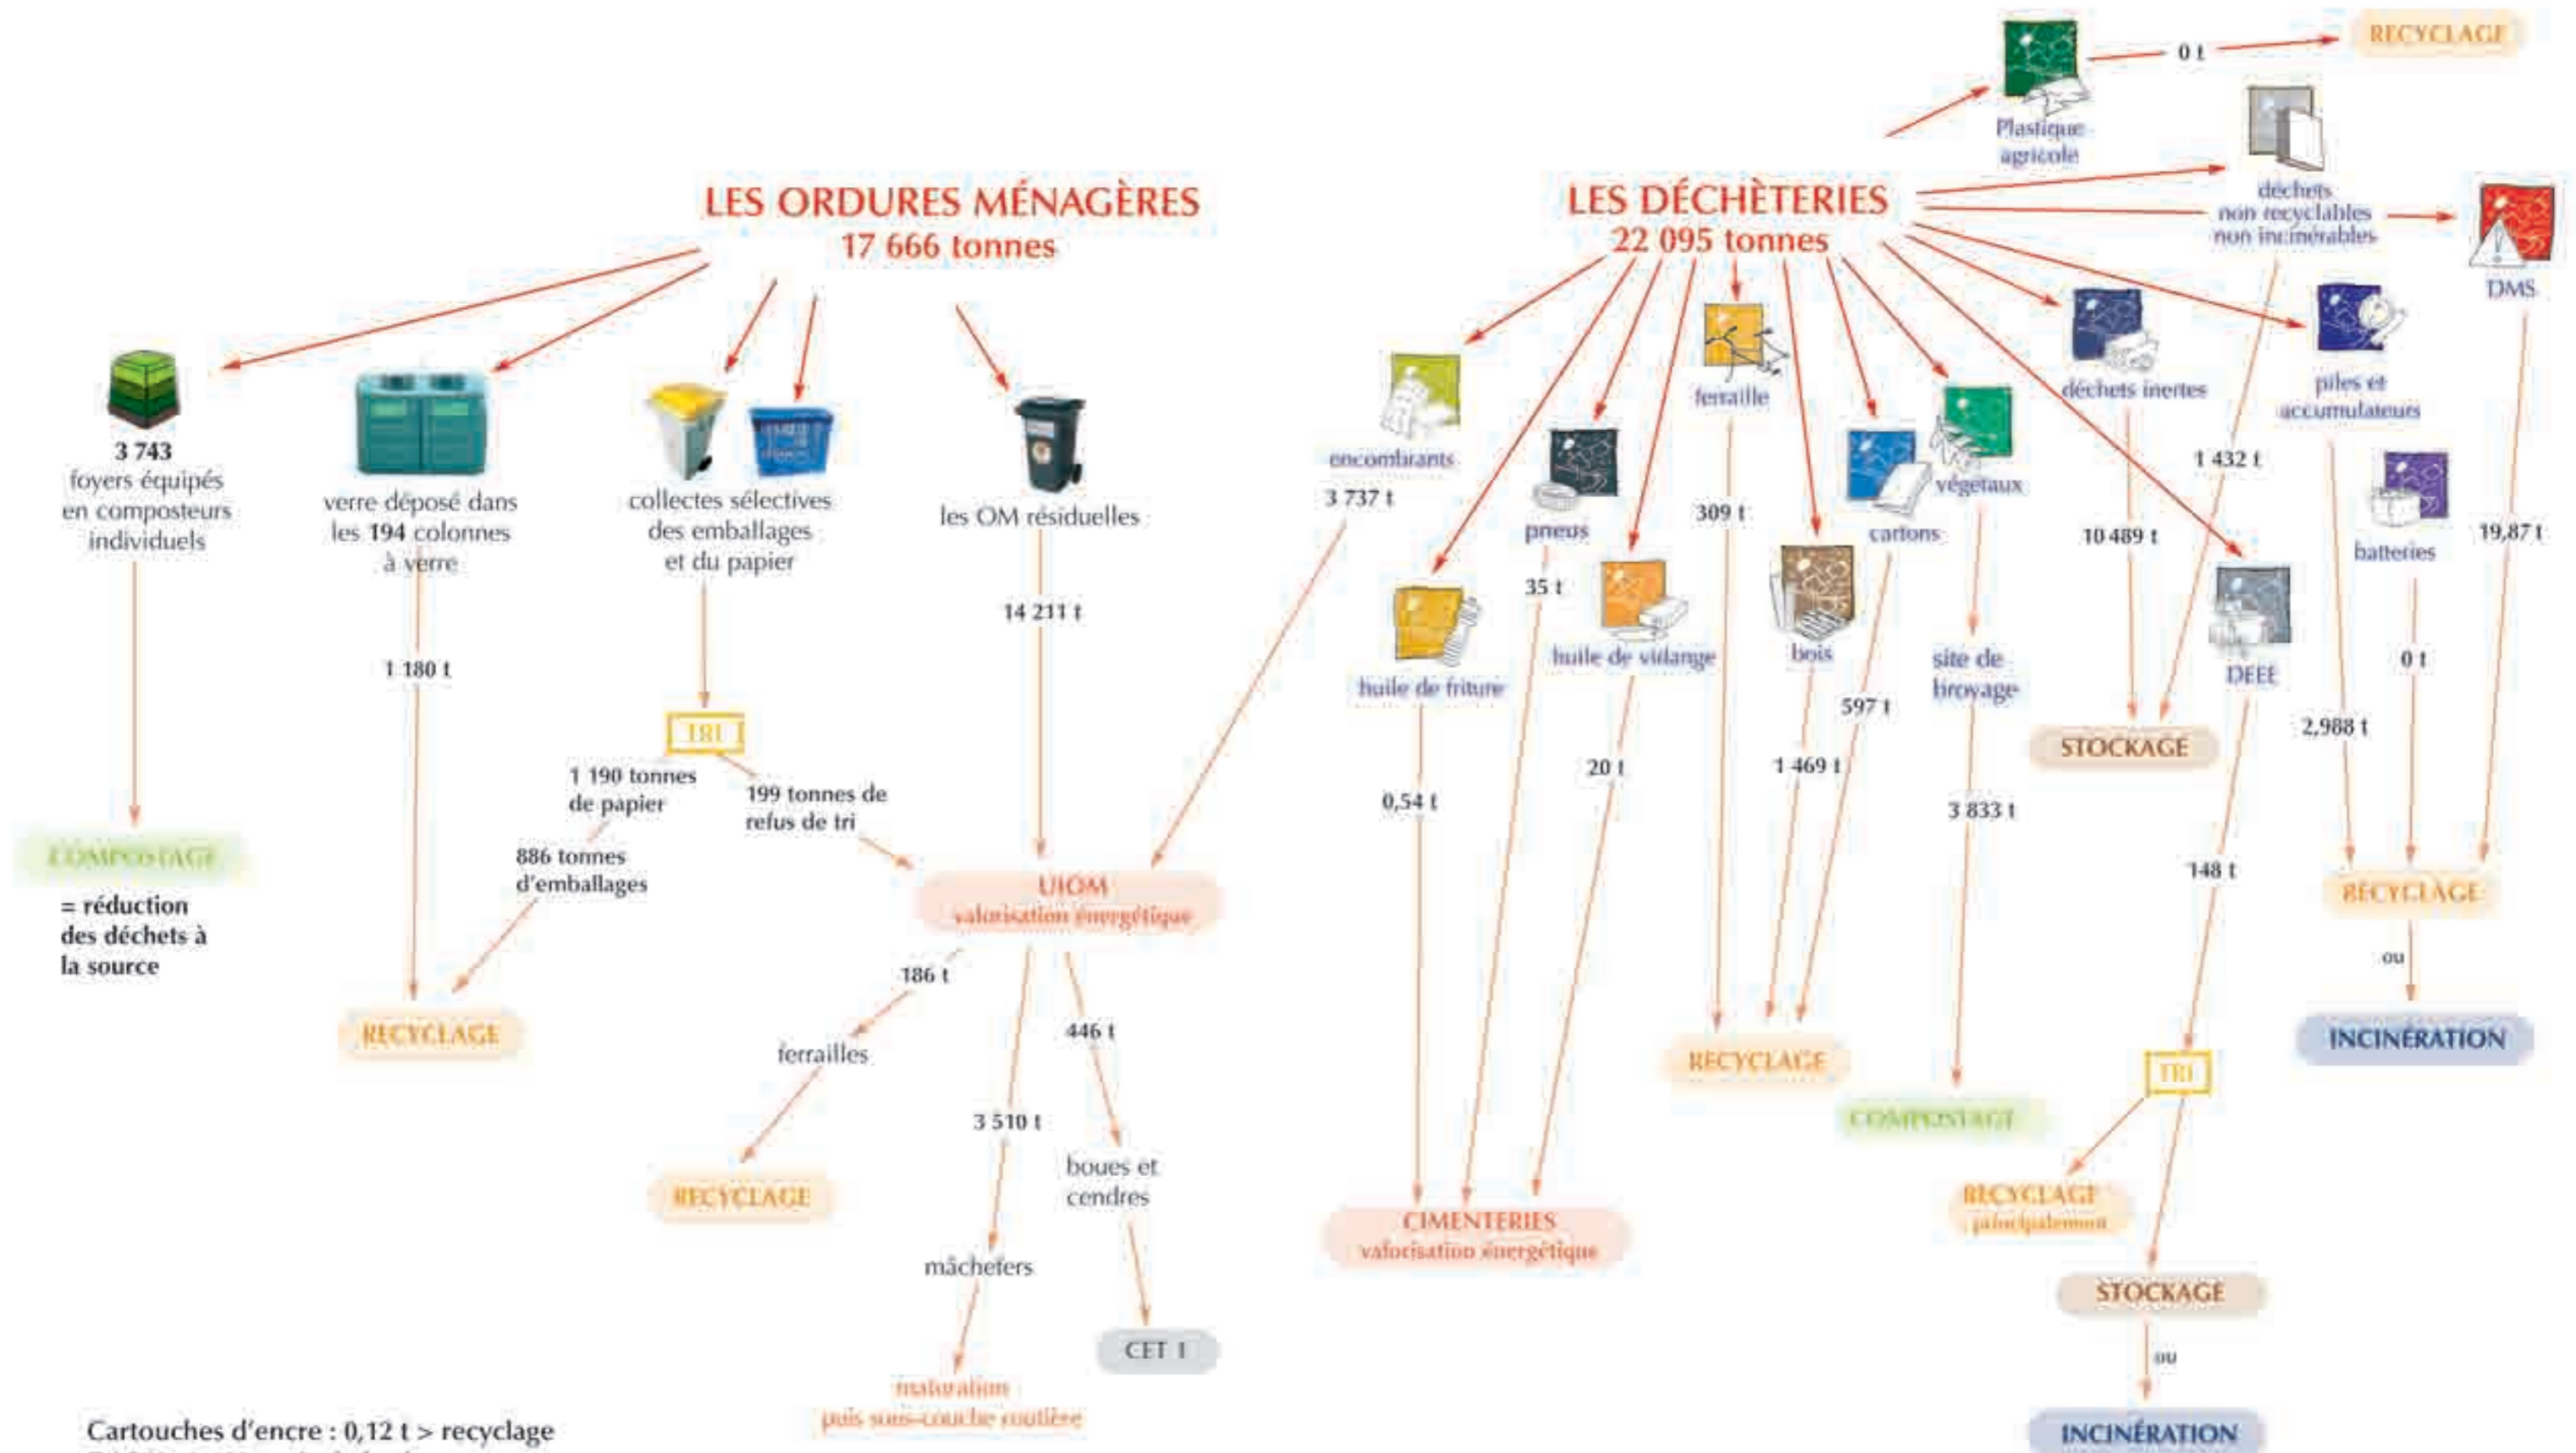 RECYCLAGE
0 t
Plastique
agricole
LES ORDURES MÉNAGÈRES
17 666 tonnes
LES DÉCHÈTERIES
22 095 tonnes
déchets
non recyclables
non incinérables
DMS
3 743
foyers équipés
en composteurs
individuels
verre déposé dans
les 194 colonnes
à verre
collectes sélectives
des emballages
et du papier
les OM résiduelles
encombrants
3 737 t
pneus
35 t
ferraille
309 t
cartons
végétaux
déchets inertes
10 489 t
1 432 t
piles et
accumulateurs
batteries
19,87 t
14 211 t
1 180 t
huile de friture
huile de vidange
bois
site de
broyage
DEEE
0 t
TRI
597 t
STOCKAGE
2,988 t
1 190 tonnes
de papier
199 tonnes de
refus de tri
20 t
1 469 t
0,54 t
3 833 t
COMPOSTAGE
= réduction
des déchets à
la source
886 tonnes
d'emballages
UIOM
valorisation énergétique
148 t
RECYCLAGE
ou
INCINÉRATION
186 t
446 t
RECYCLAGE
ferrailles
RECYCLAGE
TRI
3 510 t
COMPOSTAGE
boues et
cendres
RECYCLAGE
RECYCLAGE
principalement
CIMENTERIES
valorisation énergétique
mâchefers
STOCKAGE
CET 1
ou
maturation
puis sous-couche routière
Cartouches d'encre : 0,12 t > recyclage
INCINÉRATION